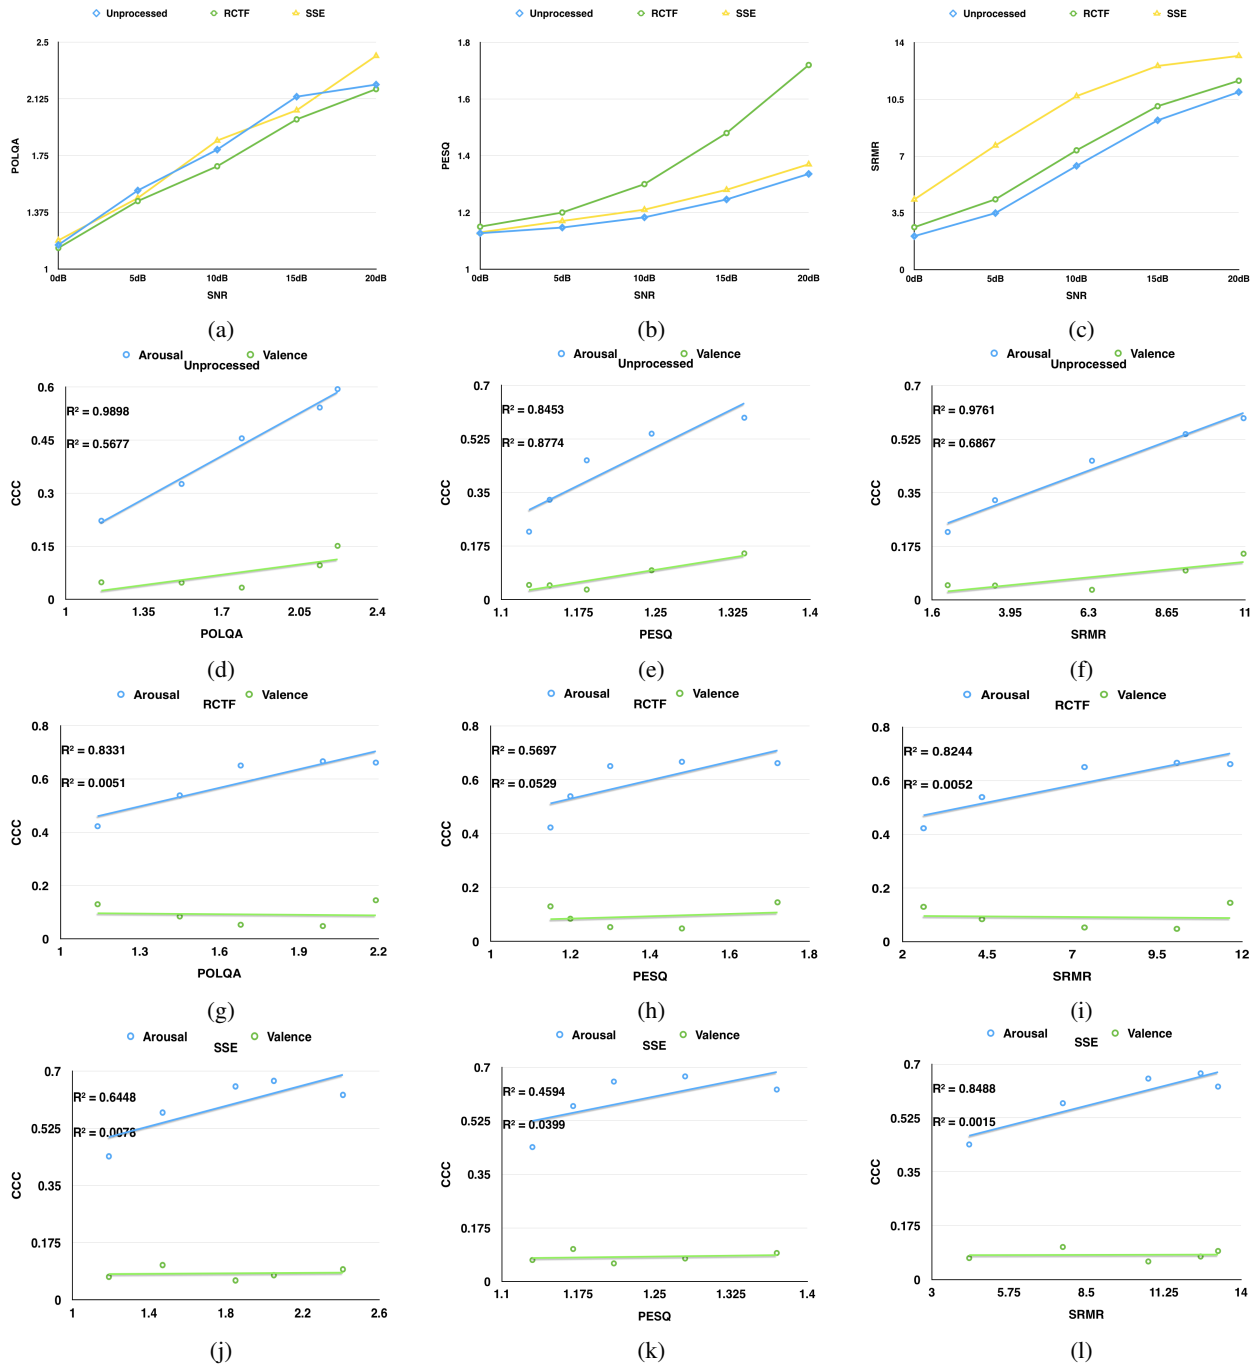 Unprocessed RCTF SSE
2.5
2.125
1.75
1.375
1
POLQA
0dB 5dB 10dB 15dB 20dB
SNR
(a)
Unprocessed RCTF SSE
1.8
1.6
1.4
1.2
1
PESQ
0dB 5dB 10dB 15dB 20dB
SNR
(b)
Unprocessed RCTF SSE
14
10.5
7
3.5
0
SRMR
0dB 5dB 10dB 15dB 20dB
SNR
(c)
Arousal Valence
Unprocessed
0.6
R² = 0.9898
0.45
R² = 0.5677
0.3
0.15
0
CCC
1 1.35 1.7 2.05 2.4
POLQA
(d)
Arousal Valence
Unprocessed
0.7
R² = 0.8453
0.525
R² = 0.8774
0.35
0.175
0
CCC
1.1 1.175 1.25 1.325 1.4
PESQ
(e)
Arousal Valence
Unprocessed
0.7
R² = 0.9761
0.525
R² = 0.6867
0.35
0.175
0
CCC
1.6 3.95 6.3 8.65 11
SRMR
(f)
Arousal Valence
RCTF
0.8
R² = 0.8331
0.6
R² = 0.0051
0.4
0.2
0
CCC
1 1.3 1.6 1.9 2.2
POLQA
(g)
Arousal Valence
RCTF
0.8
R² = 0.5697
0.6
R² = 0.0529
0.4
0.2
0
CCC
1 1.2 1.4 1.6 1.8
PESQ
(h)
Arousal Valence
RCTF
0.8
R² = 0.8244
0.6
R² = 0.0052
0.4
0.2
0
CCC
2 4.5 7 9.5 12
SRMR
(i)
Arousal Valence
SSE
0.7
R² = 0.6448
0.525
R² = 0.0076
0.35
0.175
0
CCC
1 1.4 1.8 2.2 2.6
POLQA
(j)
Arousal Valence
SSE
0.7
R² = 0.4594
0.525
R² = 0.0399
0.35
0.175
0
CCC
1.1 1.175 1.25 1.325 1.4
PESQ
(k)
Arousal Valence
SSE
0.7
R² = 0.8488
0.525
R² = 0.0015
0.35
0.175
0
CCC
3 5.75 8.5 11.25 14
SRMR
(l)